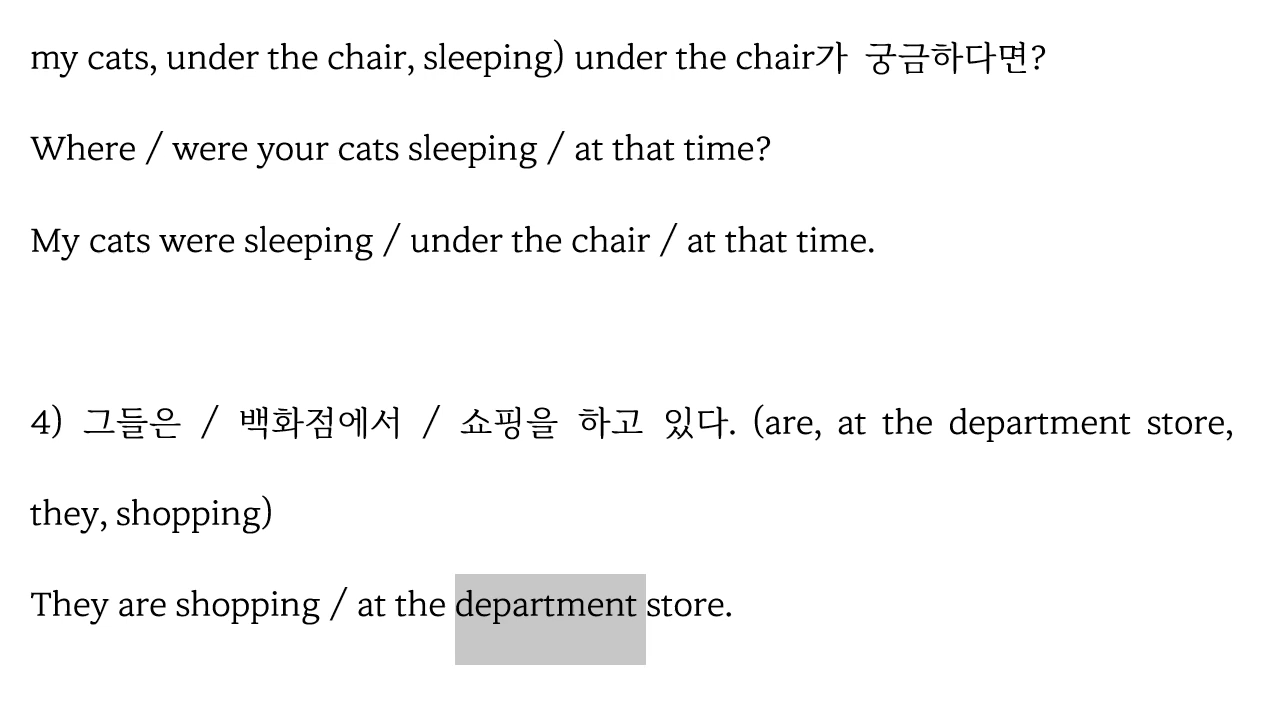 my cats, under the chair, sleeping) under the chair가 궁금하다면?
Where / were your cats sleeping / at that time?
My cats were sleeping / under the chair / at that time.
4) 그들은 / 백화점에서 / 쇼핑을 하고 있다. (are, at the department store,
they, shopping)
They are shopping / at the department store.